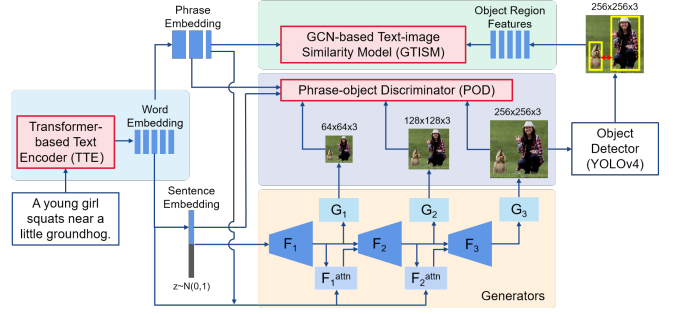 Phrase
Embedding
GCN-based Text-image
Similarity Model (GTISM)
Object Region
Features
256x256x3
Phrase-object Discriminator (POD)
Transformer-
based Text
Encoder (TTE)
Word
Embedding
64x64x3
128x128x3
256x256x3
Object
Detector
(YOLOv4)
A young girl
squats near a
little groundhog.
Sentence
Embedding
G1
G2
G3
F1
F2
F3
F1attn
F2attn
z~N(0,1)
Generators